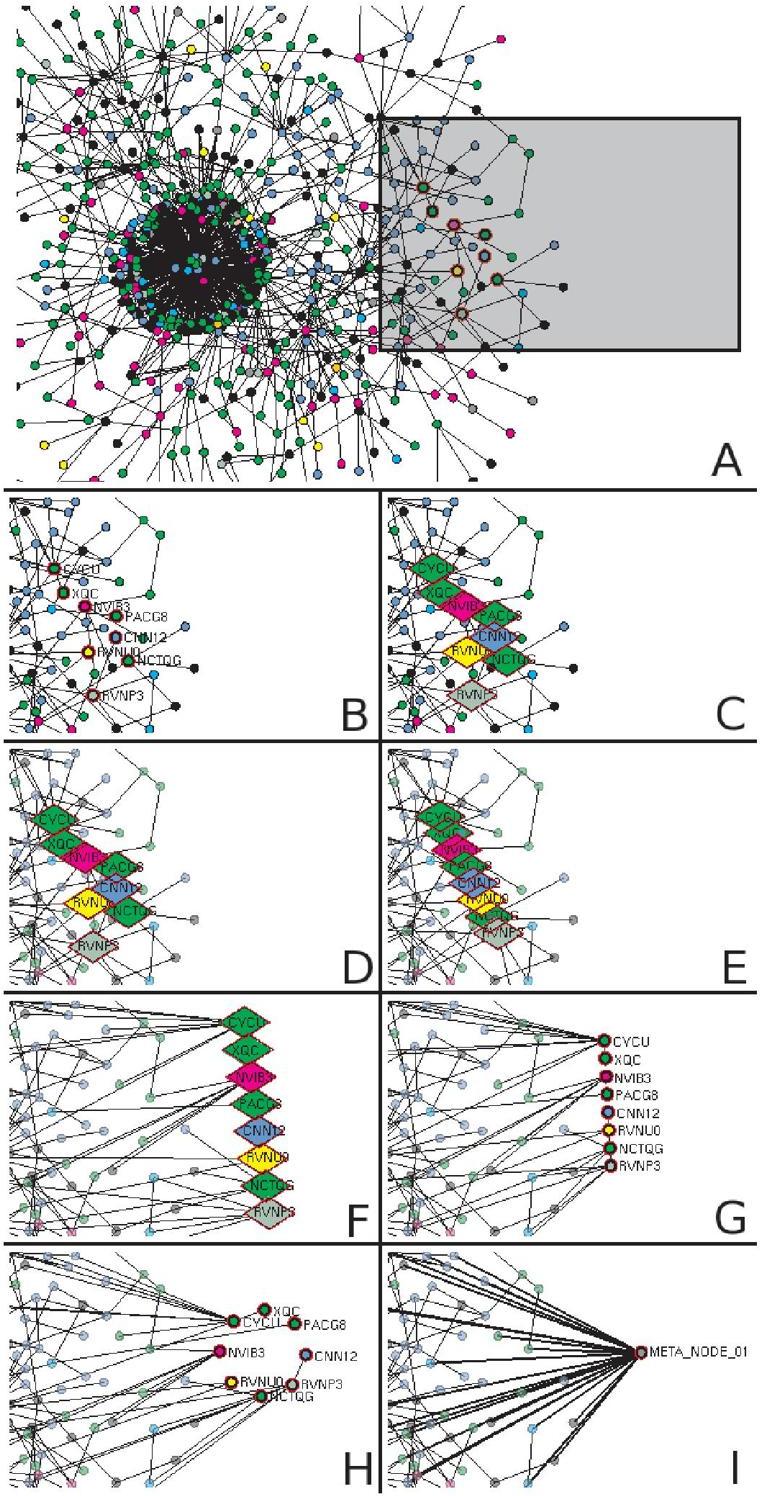 A
CYCU
XQC
NVIB3
PACG8
CNN12
RVNU0
NCTQG
RVNP3
B
CYCU
XQC
NVIB3
PACG8
CNN12
RVNU0
NCTQG
RVNP3
C
CYCU
XQC
NVIB3
PACG8
CNN12
RVNU0
NCTQG
RVNP3
D
CYCU
XQC
NVIB3
PACG8
CNN12
RVNU0
NCTQG
RVNP3
E
CYCU
XQC
NVIB3
PACG8
CNN12
RVNU0
NCTQG
RVNP3
F
CYCU
XQC
NVIB3
PACG8
CNN12
RVNU0
NCTQG
RVNP3
G
XQC
CYCU PACG8
NVIB3 CNN12
RVNU0 RVNP3
NCTQG
H
META_NODE_01
I